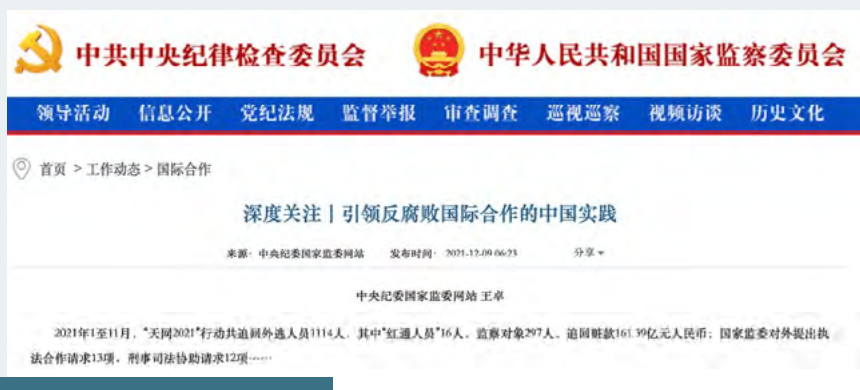 中共中央纪律检查委员会 中华人民共和国国家监察委员会
领导活动 信息公开 党纪法规 监督举报 审查调查 巡视巡察 视频访谈 历史文化
首页 > 工作动态 > 国际合作
深度关注 | 引领反腐败国际合作的中国实践
来源：中央纪委国家监委网站 发布时间：2021-12-09 06:23 分享
中央纪委国家监委网站 王卓
2021年1至11月，“天网2021”行动共追回外逃人员1114人，其中“红通人员”16人、监察对象297人，追回赃款161.39亿元人民币；国家监委对外提出执
法合作请求13项，刑事司法协助请求12项……